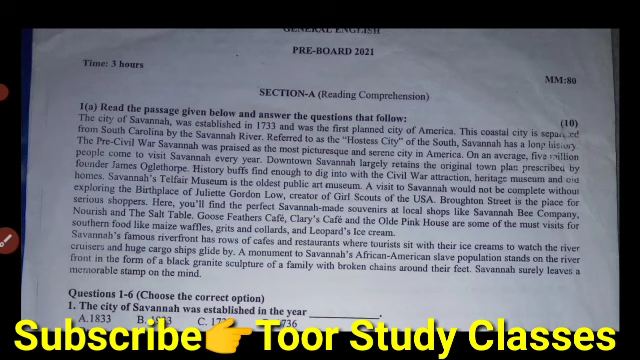 GENERAL ENGLISH
PRE-BOARD 2021
Time: 3 hours
MM:80
SECTION-A (Reading Comprehension)
1(a) Read the passage given below and answer the questions that follow:
(10)
The city of Savannah, was established in 1733 and was the first planned city of America. This coastal city is separated
from South Carolina by the Savannah River. Referred to as the "Hostess City" of the South, Savannah has a long history.
The Pre-Civil War Savannah was praised as the most picturesque and serene city in America. On an average, five million
people come to visit Savannah every year. Downtown Savannah largely retains the original town plan prescribed by
founder James Oglethorpe. History buffs find enough to dig into with the Civil War attraction, heritage museum and old
homes. Savannah's Telfair Museum is the oldest public art museum. A visit to Savannah would not be complete without
exploring the Birthplace of Juliette Gordon Low, creator of Girl Scouts of the USA. Broughton Street is the place for
serious shoppers. Here, you'll find the perfect Savannah-made souvenirs at local shops like Savannah Bee Company,
Nourish and The Salt Table. Goose Feathers Café, Clary's Café and the Olde Pink House are some of the must visits for
southern food like maize waffles, grits and collards, and Leopard's Ice cream.
Savannah's famous riverfront has rows of cafes and restaurants where tourists sit with their ice creams to watch the river
cruisers and huge cargo ships glide by. A monument to Savannah's African-American slave population stands on the river
front in the form of a black granite sculpture of a family with broken chains around their feet. Savannah surely leaves a
memorable stamp on the mind.
Questions 1-6 (Choose the correct option)
1. The city of Savannah was established in the year ____________.
A.1833 B. C. 736
Subscribe👉Toor Study Classes